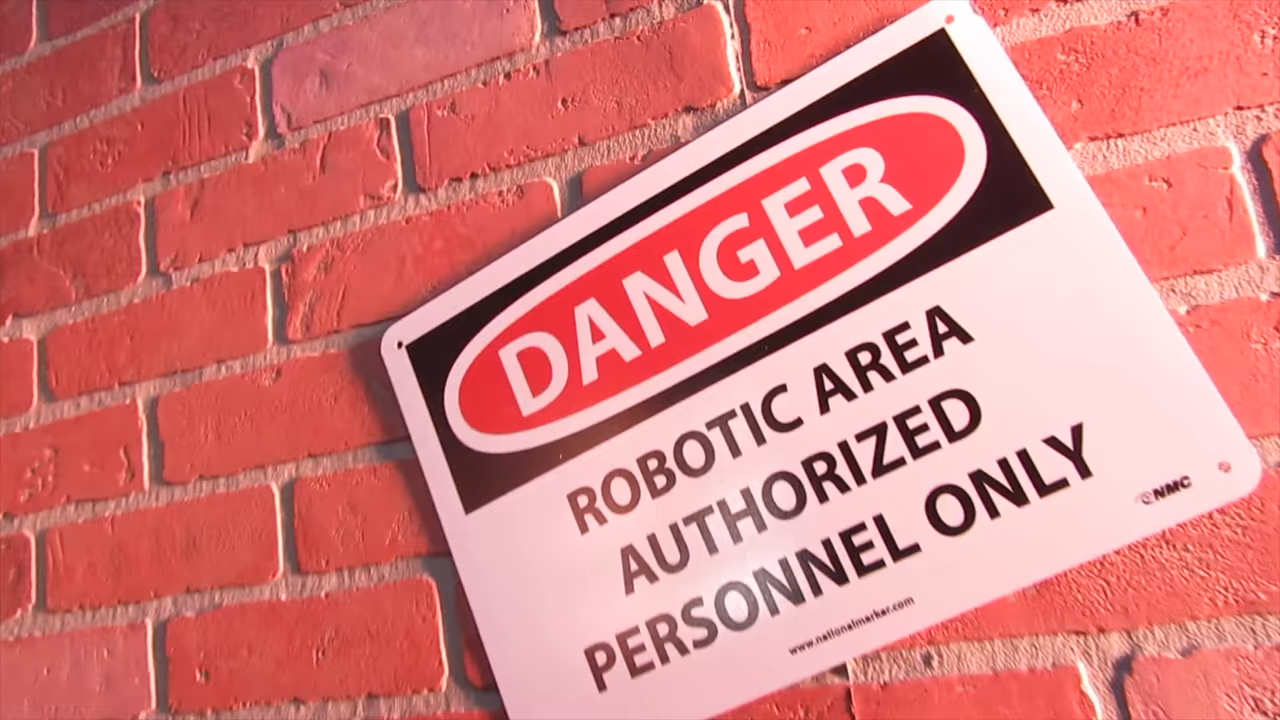 DANGER
ROBOTIC AREA
AUTHORIZED
PERSONNEL ONLY
©NMC
www.nationalmarker.com